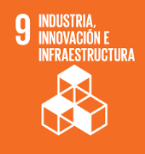 9 INDUSTRIA,
INNOVACIÓN E
INFRAESTRUCTURA